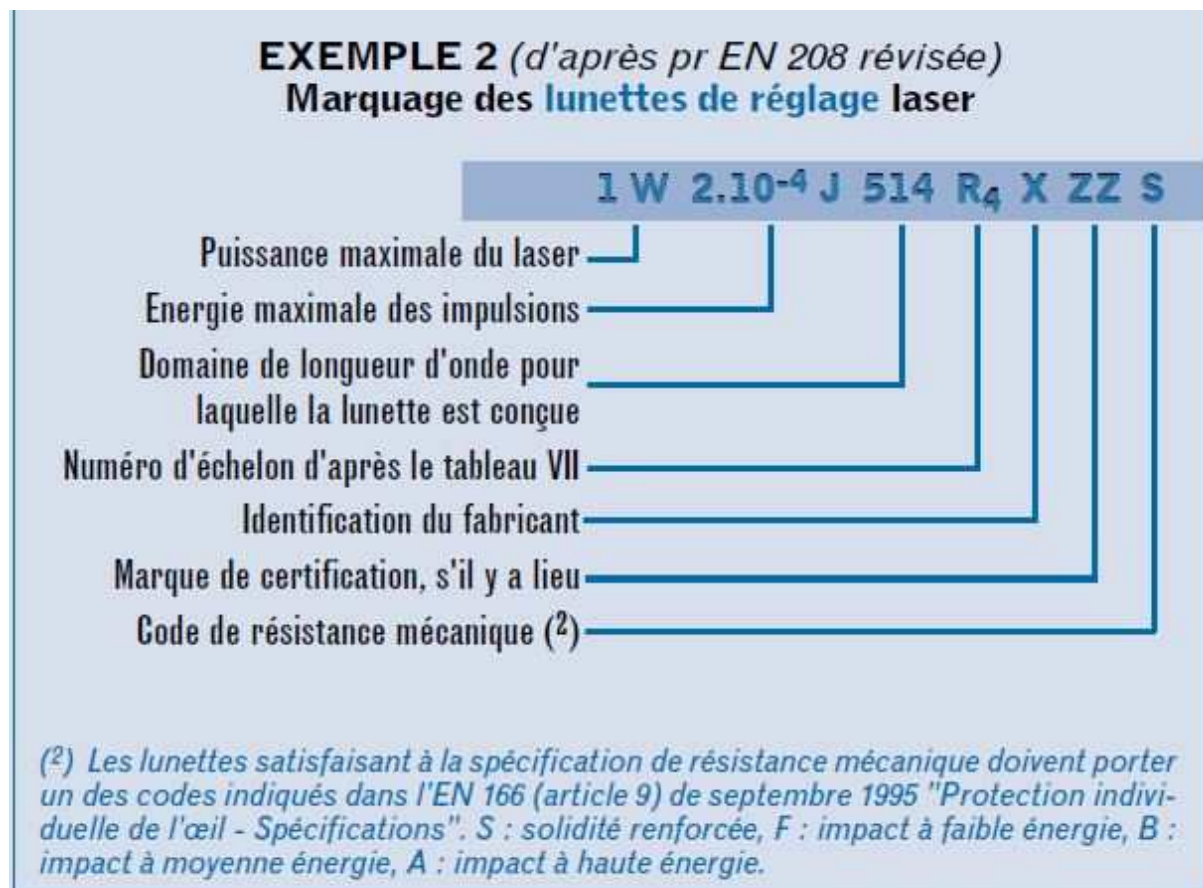 EXEMPLE 2 (d'après pr EN 208 révisée)
Marquage des lunettes de réglage laser
1 W 2.10-4 J 514 R4 X ZZ S
Puissance maximale du laser
Energie maximale des impulsions
Domaine de longueur d'onde pour
laquelle la lunette est conçue
Numéro d'échelon d'après le tableau VII
Identification du fabricant
Marque de certification, s'il y a lieu
Code de résistance mécanique (2)
(2) Les lunettes satisfaisant à la spécification de résistance mécanique doivent porter
un des codes indiqués dans l'EN 166 (article 9) de septembre 1995 "Protection indivi-
duelle de l'œil - Spécifications". S : solidité renforcée, F : impact à faible énergie, B :
impact à moyenne énergie, A : impact à haute énergie.